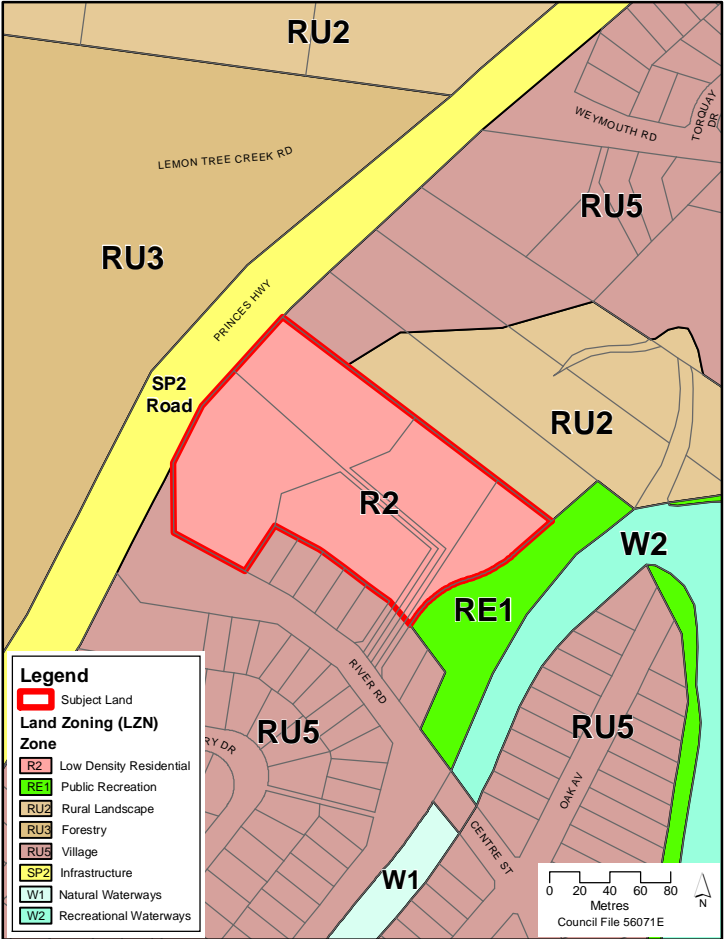 RU2
WEYMOUTH RD
TORQUAY
DR
LEMON TREE CREEK RD
RU5
RU3
PRINCES HWY
SP2
Road
RU2
R2
W2
RE1
RIVER RD
RU5
RY DR
RU5
OAK AV
CENTRE ST
W1
Legend
Subject Land
Land Zoning (LZN)
Zone
R2 Low Density Residential
RE1 Public Recreation
RU2 Rural Landscape
RU3 Forestry
RU5 Village
SP2 Infrastructure
W1 Natural Waterways
W2 Recreational Waterways
0 20 40 60 80
Metres
N
Council File 56071E